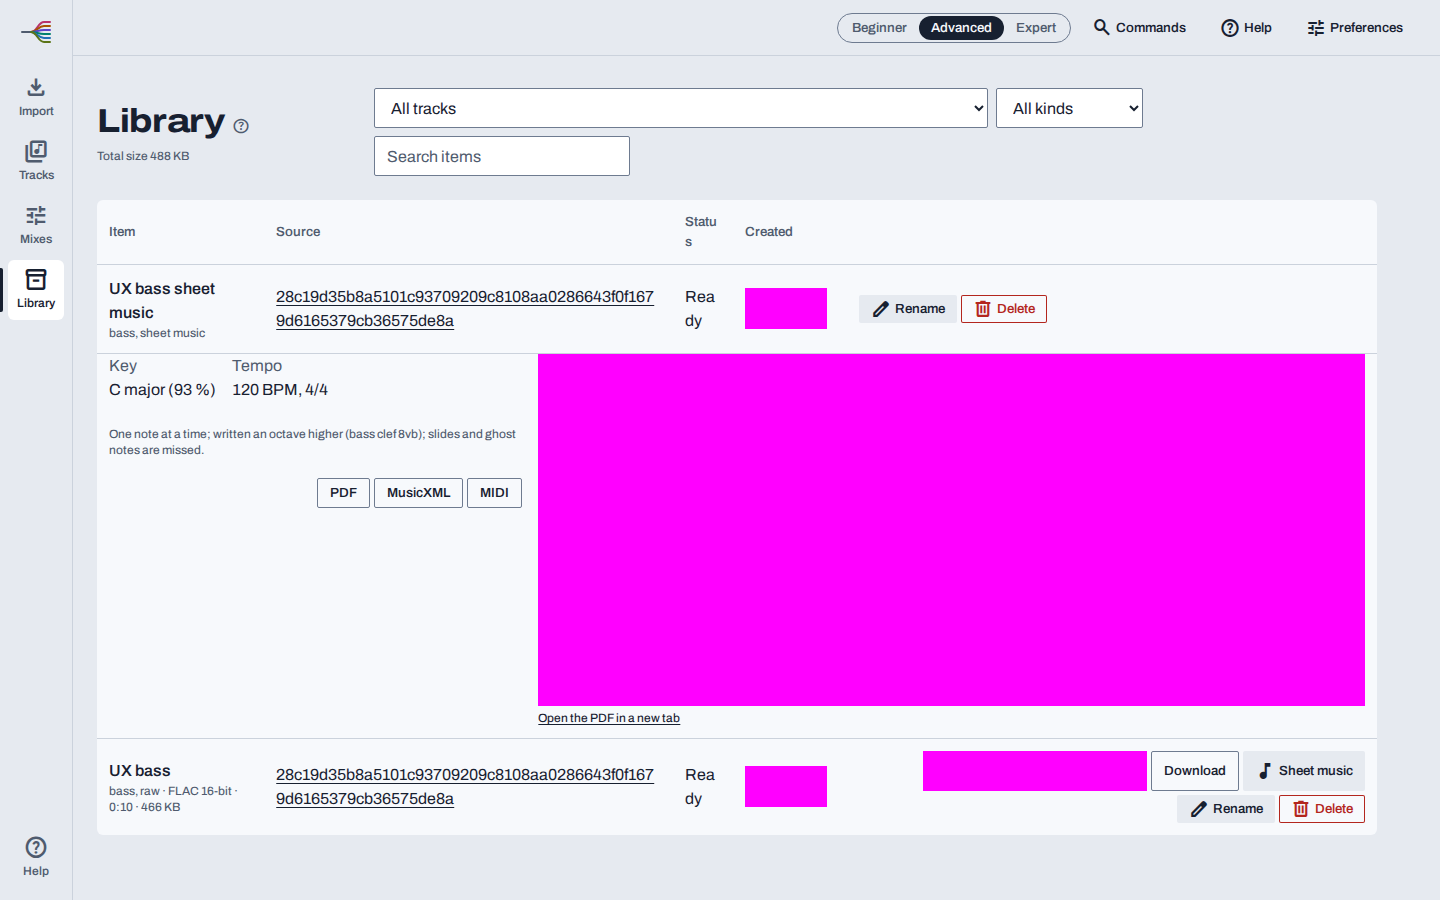 Beginner Advanced Expert Commands Help Preferences
Import
Tracks
Mixes
Library
Help
Library
Total size 488 KB
All tracks
All kinds
Search items
Item Source Statu
s Created
UX bass sheet
music
bass, sheet music
28c19d35b8a5101c93709209c8108aa0286643f0f167
9d6165379cb36575de8a
Rea
dy
Rename Delete
Key Tempo
C major (93 %) 120 BPM, 4/4
One note at a time; written an octave higher (bass clef 8vb); slides and ghost
notes are missed.
PDF MusicXML MIDI
Open the PDF in a new tab
UX bass
bass, raw · FLAC 16-bit ·
0:10 · 466 KB
28c19d35b8a5101c93709209c8108aa0286643f0f167
9d6165379cb36575de8a
Rea
dy
Download Sheet music
Rename Delete